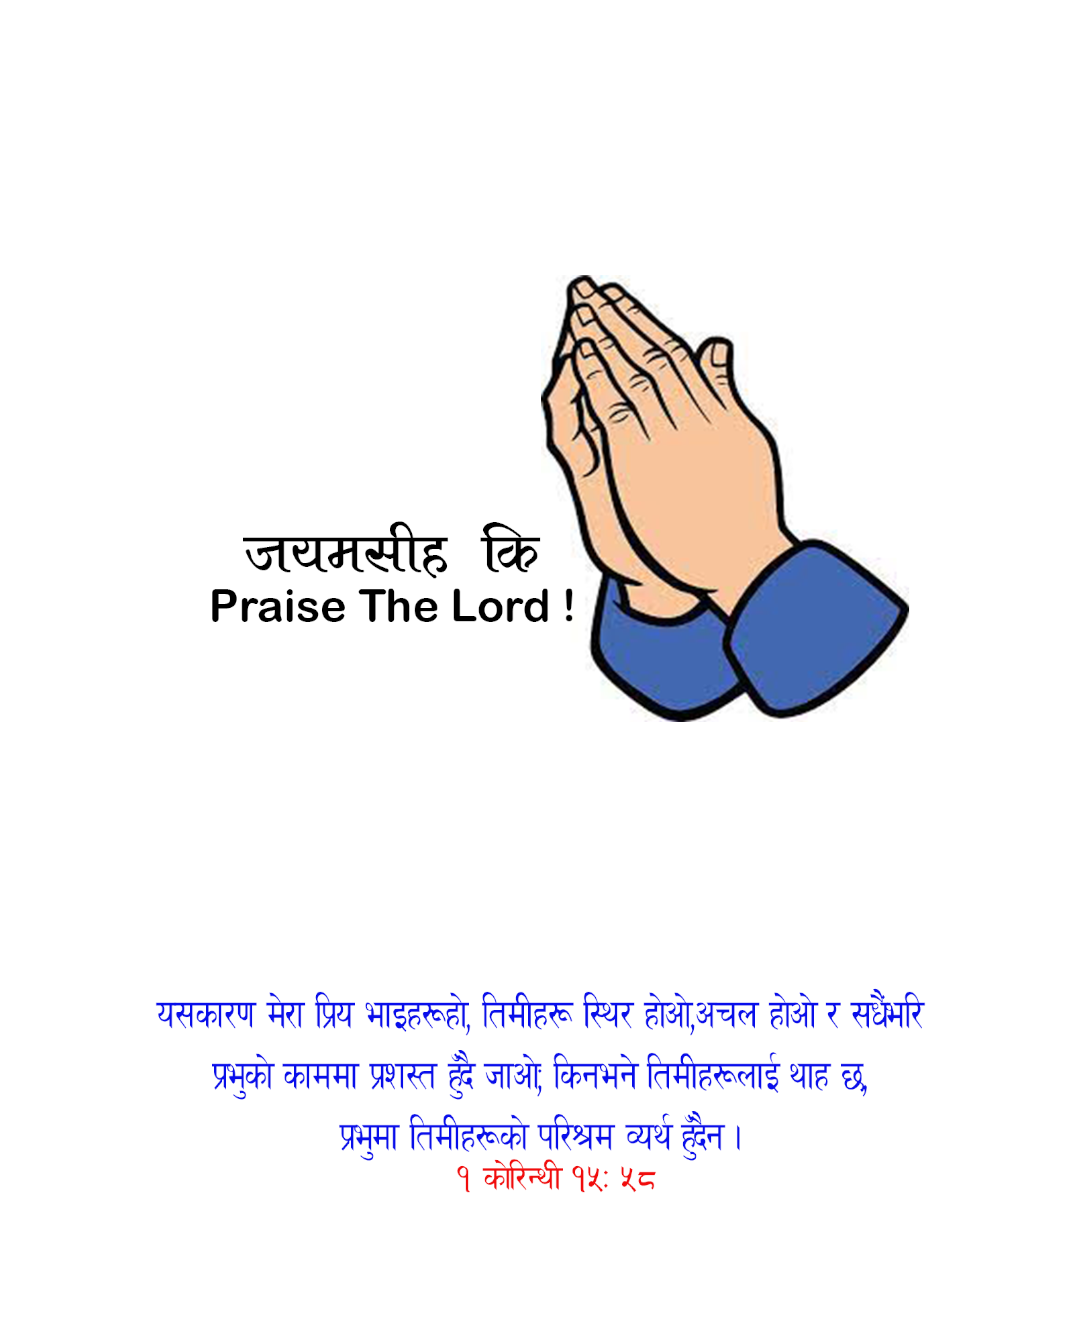 जयमसीह कि
Praise The Lord !
यसकारण मेरा प्रिय भाइहरूहो, तिमीहरू स्थिर होओ,अचल होओ र सधैंभरि
प्रभुको काममा प्रशस्त हुँदै जाओ; किनभने तिमीहरूलाई थाह छ,
प्रभुमा तिमीहरूको परिश्रम व्यर्थ हुँदैन ।
१ कोरिन्थी १५: ५८